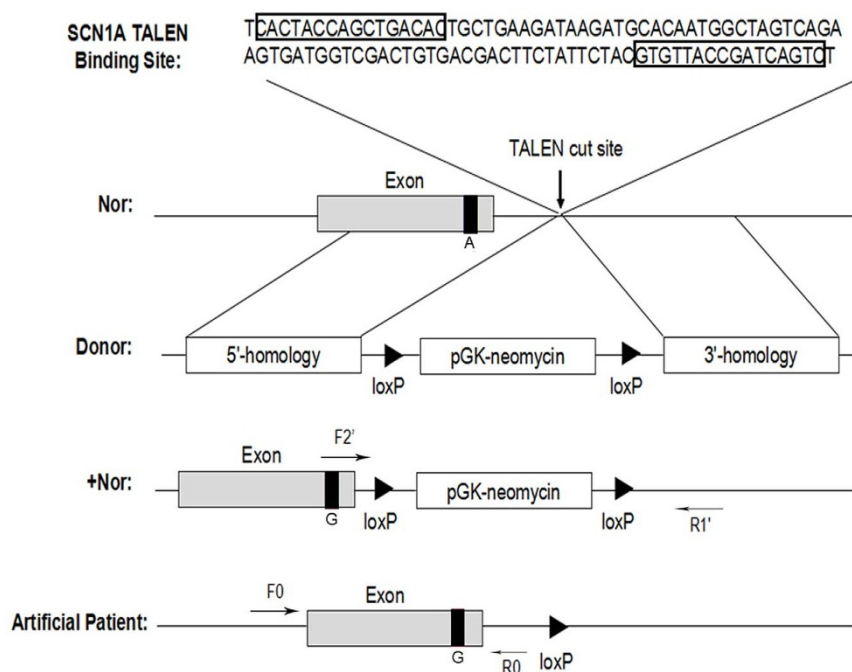 SCN1A TALEN
Binding Site:
TCACTACCAGCTGACACTGCTGAAGATAAGATGCACAATGGCTAGTCAGA
AGTGATGGTCGACTGTGACGACTTCTATTCTACGTGTTACCGATCAGTCT
TALEN cut site
Exon
Nor:
A
Donor:
5'-homology
pGK-neomycin
3'-homology
loxP
loxP
F2'
Exon
+Nor:
pGK-neomycin
G
loxP
loxP
R1'
F0
Exon
Artificial Patient:
G
R0
loxP